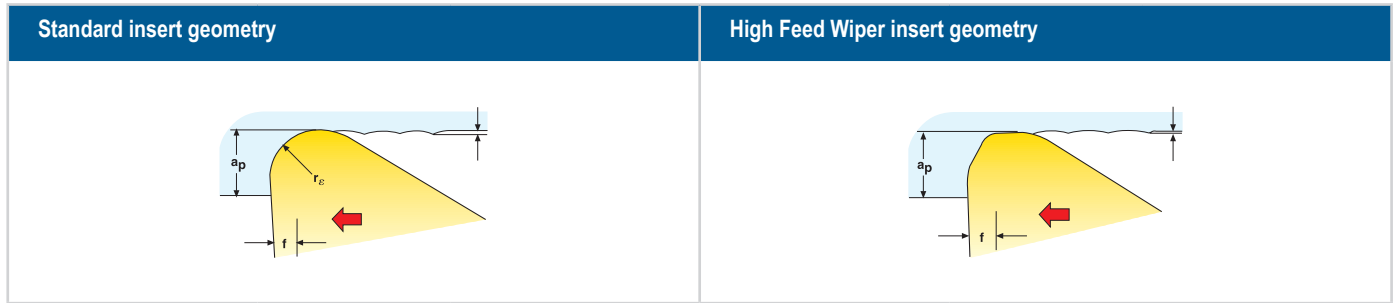 Standard insert geometry
High Feed Wiper insert geometry
ap
rε
f
ap
f